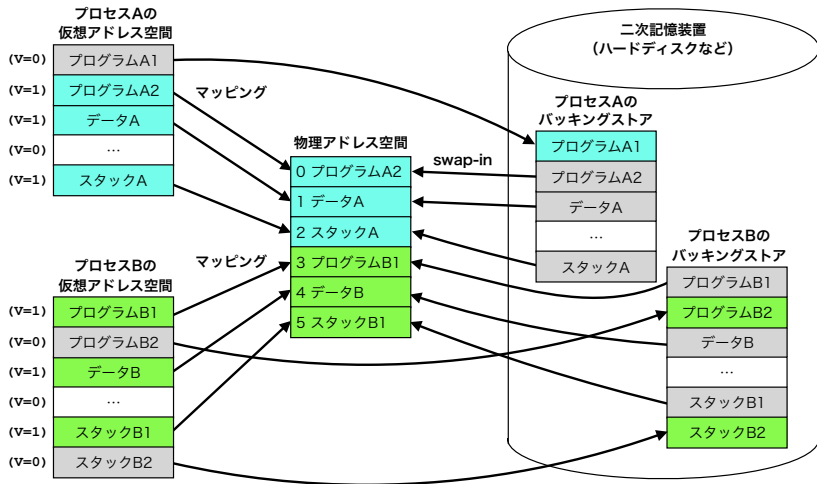 プロセスAの
仮想アドレス空間
(V=0)
プログラムA1
(V=1)
プログラムA2
(V=1)
データA
(V=0)
…
(V=1)
スタックA
マッピング
物理アドレス空間
0 プログラムA2
1 データA
2 スタックA
3 プログラムB1
4 データB
5 スタックB1
swap-in
二次記憶装置
（ハードディスクなど）
プロセスAの
バッキングストア
プログラムA1
プログラムA2
データA
…
スタックA
プロセスBの
仮想アドレス空間
マッピング
(V=1)
プログラムB1
(V=0)
プログラムB2
(V=1)
データB
(V=0)
…
(V=1)
スタックB1
(V=0)
スタックB2
プロセスBの
バッキングストア
プログラムB1
プログラムB2
データB
…
スタックB1
スタックB2